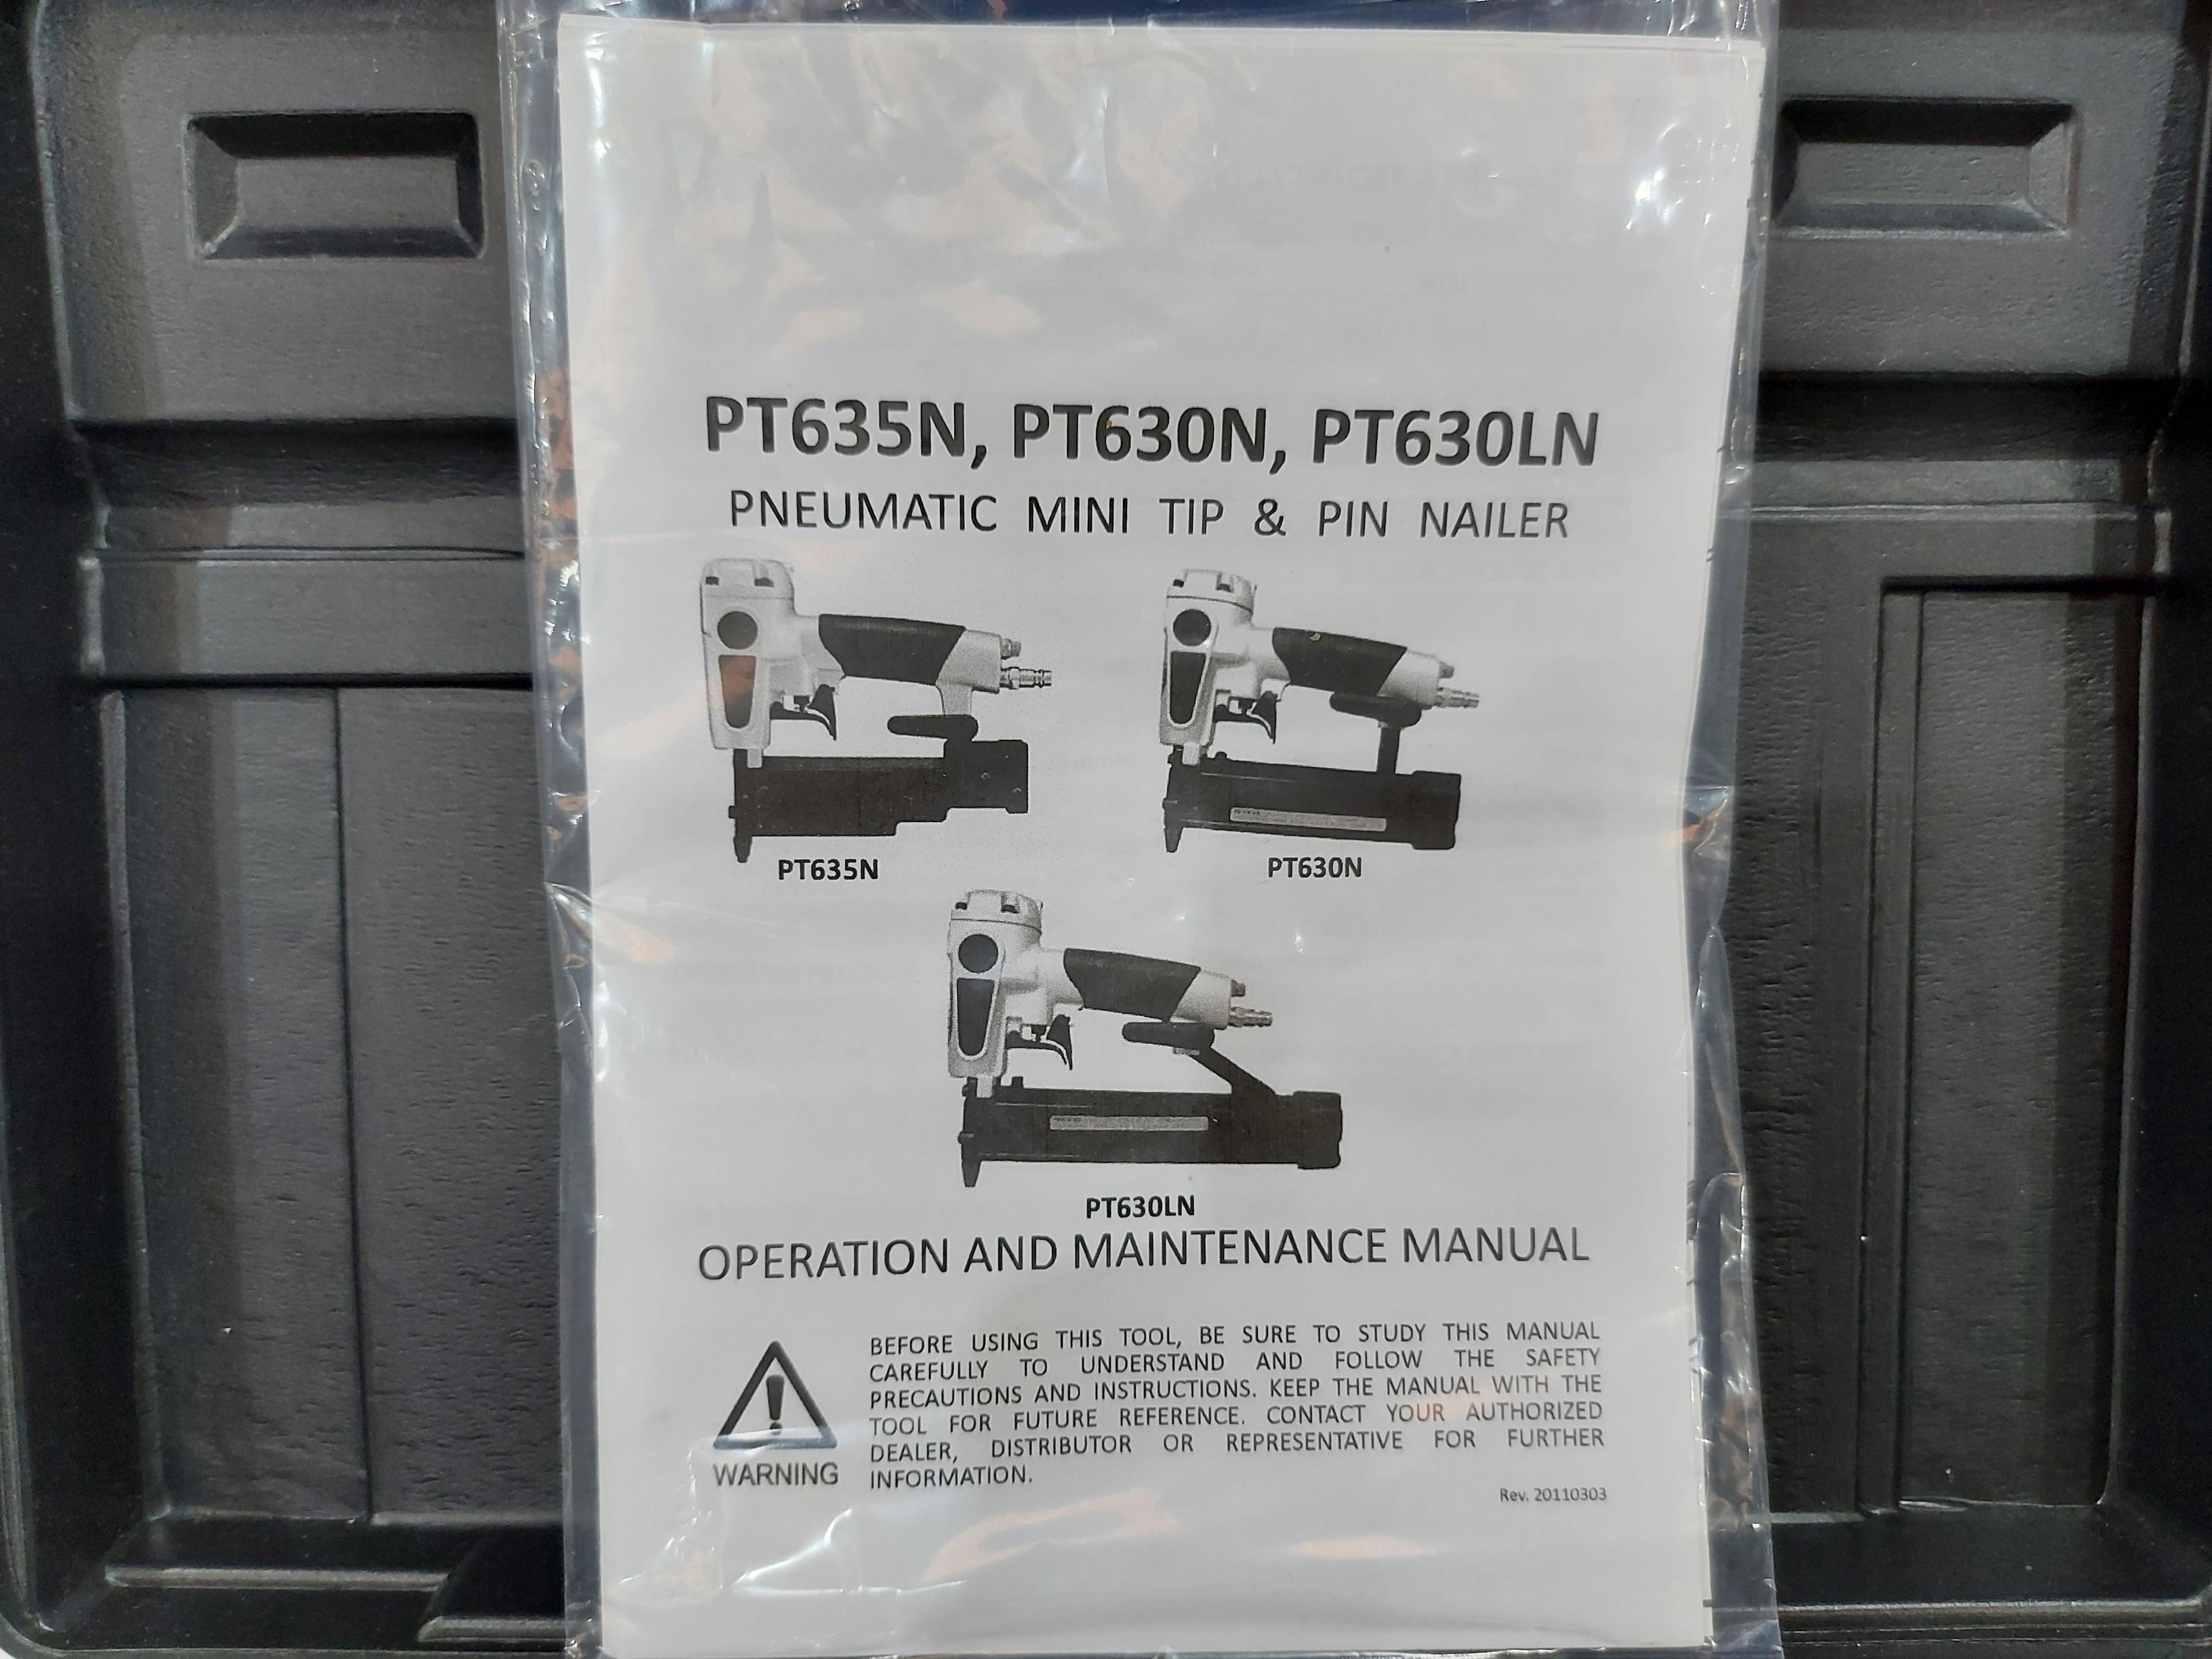 PT635N, PT630N, PT630LN
PNEUMATIC MINI TIP & PIN NAILER
PT635N
PT630N
PT630LN
OPERATION AND MAINTENANCE MANUAL
WARNING
BEFORE USING THIS TOOL, BE SURE TO STUDY THIS MANUAL
CAREFULLY TO UNDERSTAND AND FOLLOW THE SAFETY
PRECAUTIONS AND INSTRUCTIONS. KEEP THE MANUAL WITH THE
TOOL FOR FUTURE REFERENCE. CONTACT YOUR AUTHORIZED
DEALER, DISTRIBUTOR OR REPRESENTATIVE FOR FURTHER
INFORMATION.
Rev. 20110303